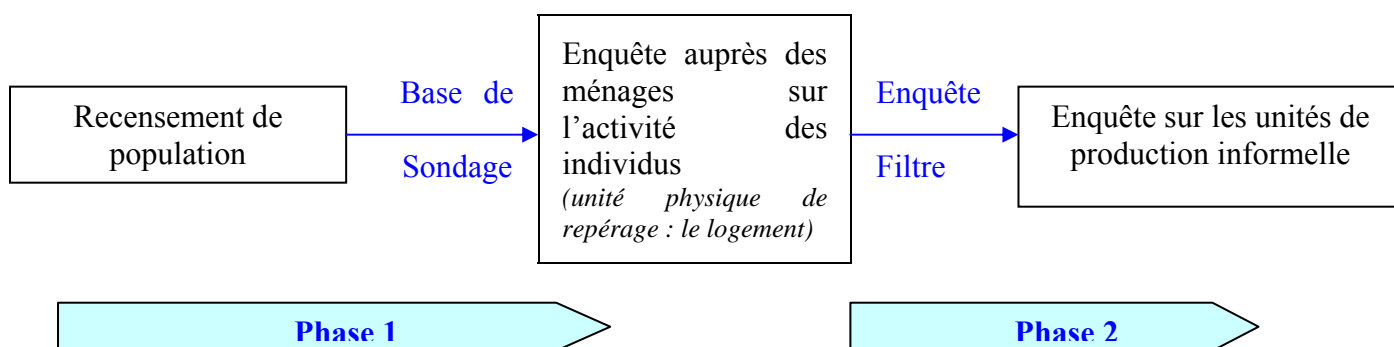 Recensement de
population
Base de
Sondage
Enquête auprès des
ménages sur
l’activité des
individus
(unité physique de
repérage : le logement)
Enquête
Filtre
Enquête sur les unités de
production informelle
Phase 1
Phase 2